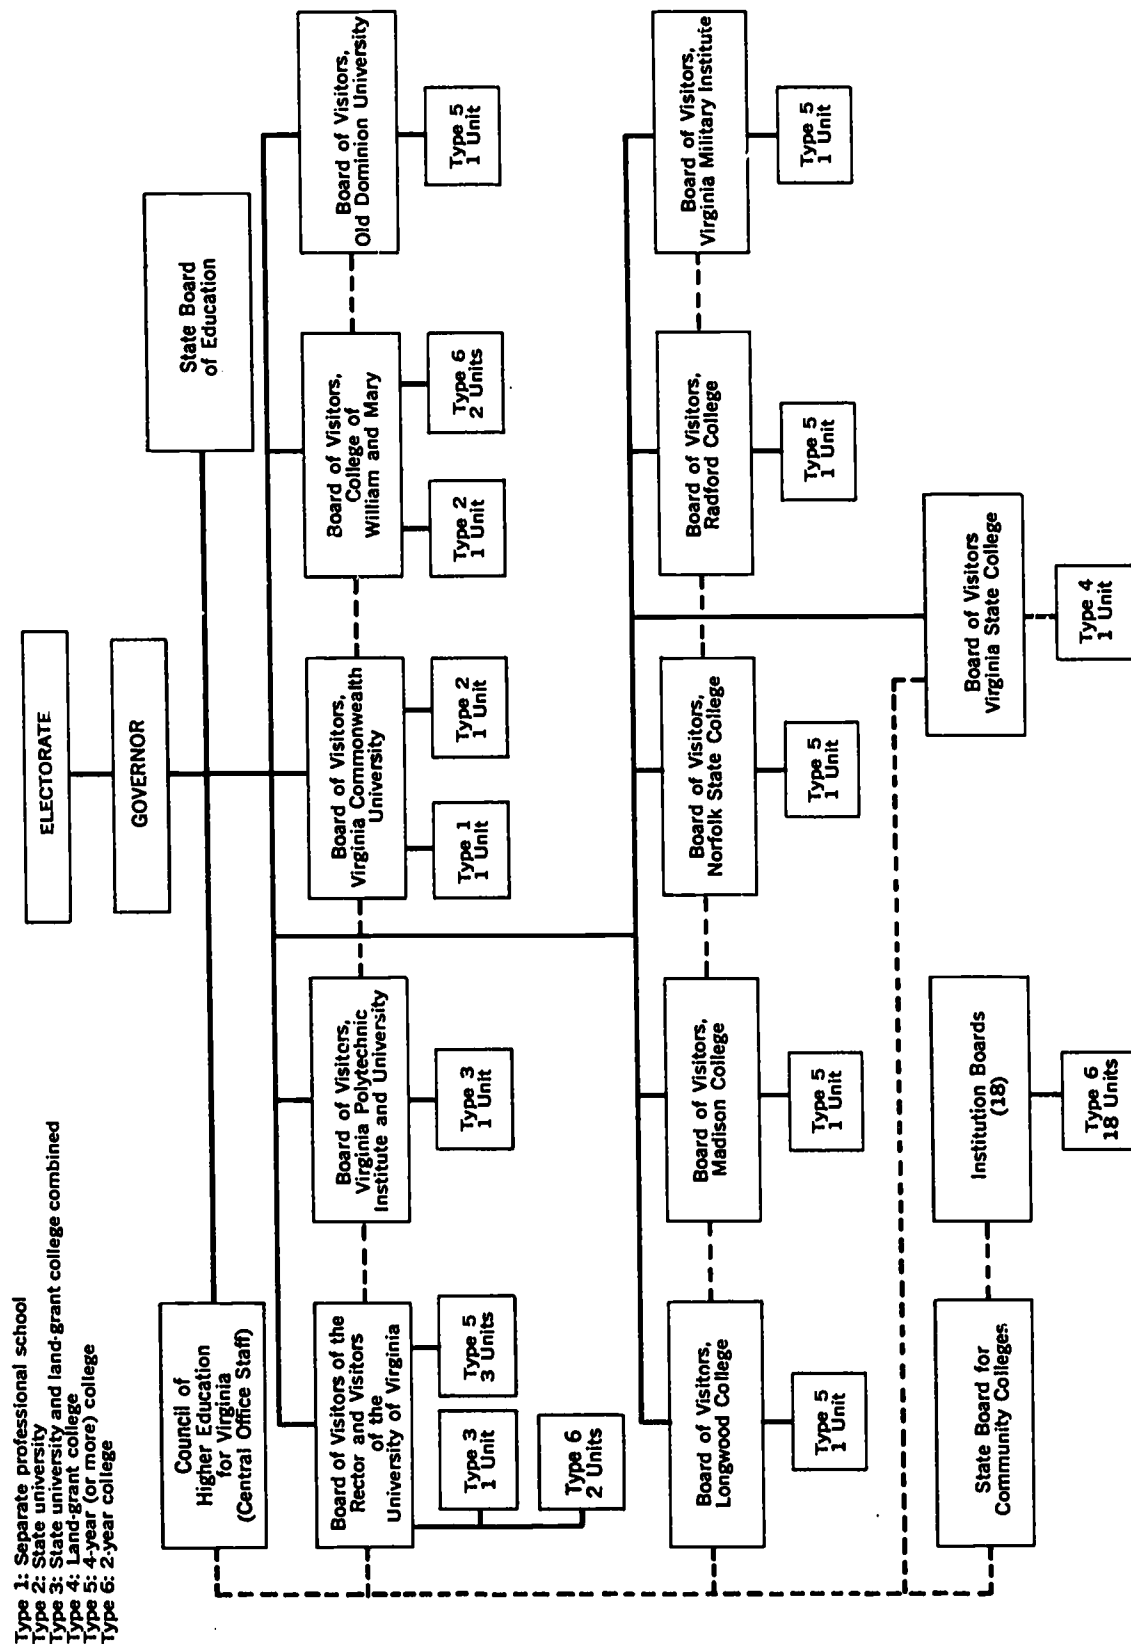 Type 1: Separate professional school
Type 2: State university
Type 3: State university and land-grant college combined
Type 4: Land-grant college
Type 5: 4-year (or more) college
Type 6: 2-year college
ELECTORATE
GOVERNOR
Council of
Higher Education
for Virginia
(Central Office Staff)
State Board
of Education
Board of Visitors of the
Rector and Visitors
of the
University of Virginia
Type 3
1 Unit
Type 5
3 Units
Type 6
2 Units
Board of Visitors,
Virginia Polytechnic
Institute and University
Type 3
1 Unit
Board of Visitors,
Virginia Commonwealth
University
Type 1
1 Unit
Type 2
1 Unit
Board of Visitors,
College of
William and Mary
Type 2
1 Unit
Type 6
2 Units
Board of Visitors,
Old Dominion University
Type 5
1 Unit
Board of Visitors,
Longwood College
Type 5
1 Unit
Board of Visitors,
Madison College
Type 5
1 Unit
Board of Visitors,
Norfolk State College
Type 5
1 Unit
Board of Visitors,
Radford College
Type 5
1 Unit
Board of Visitors,
Virginia Military Institute
Type 5
1 Unit
State Board for
Community Colleges
Institution Boards
(18)
Type 6
18 Units
Board of Visitors
Virginia State College
Type 4
1 Unit